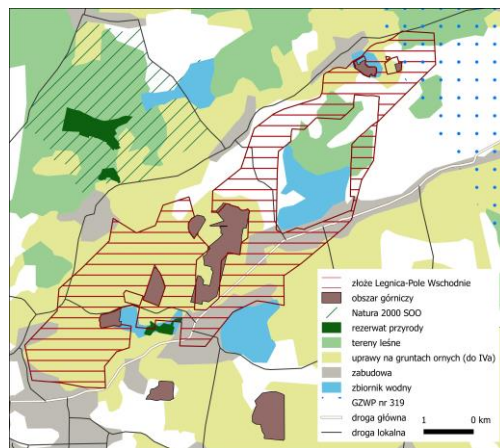 złoże Legnica-Pole Wschodnie
obszar górniczy
Natura 2000 SOO
rezerwat przyrody
tereny leśne
uprawy na gruntach ornych (do IVa)
zabudowa
zbiornik wodny
GZWP nr 319
droga główna
droga lokalna
1 0 km